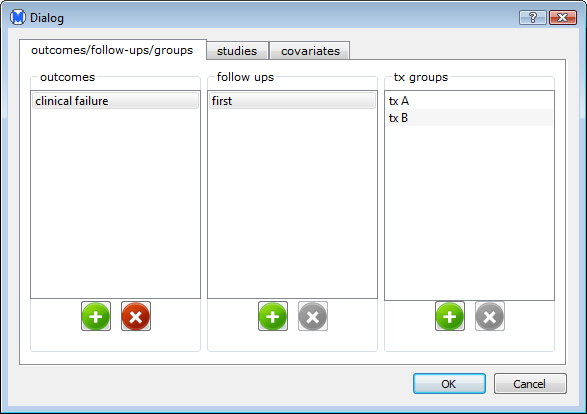 Dialog
outcomes/follow-ups/groups studies covariates
outcomes follow ups tx groups
clinical failure first tx A
tx B
OK Cancel